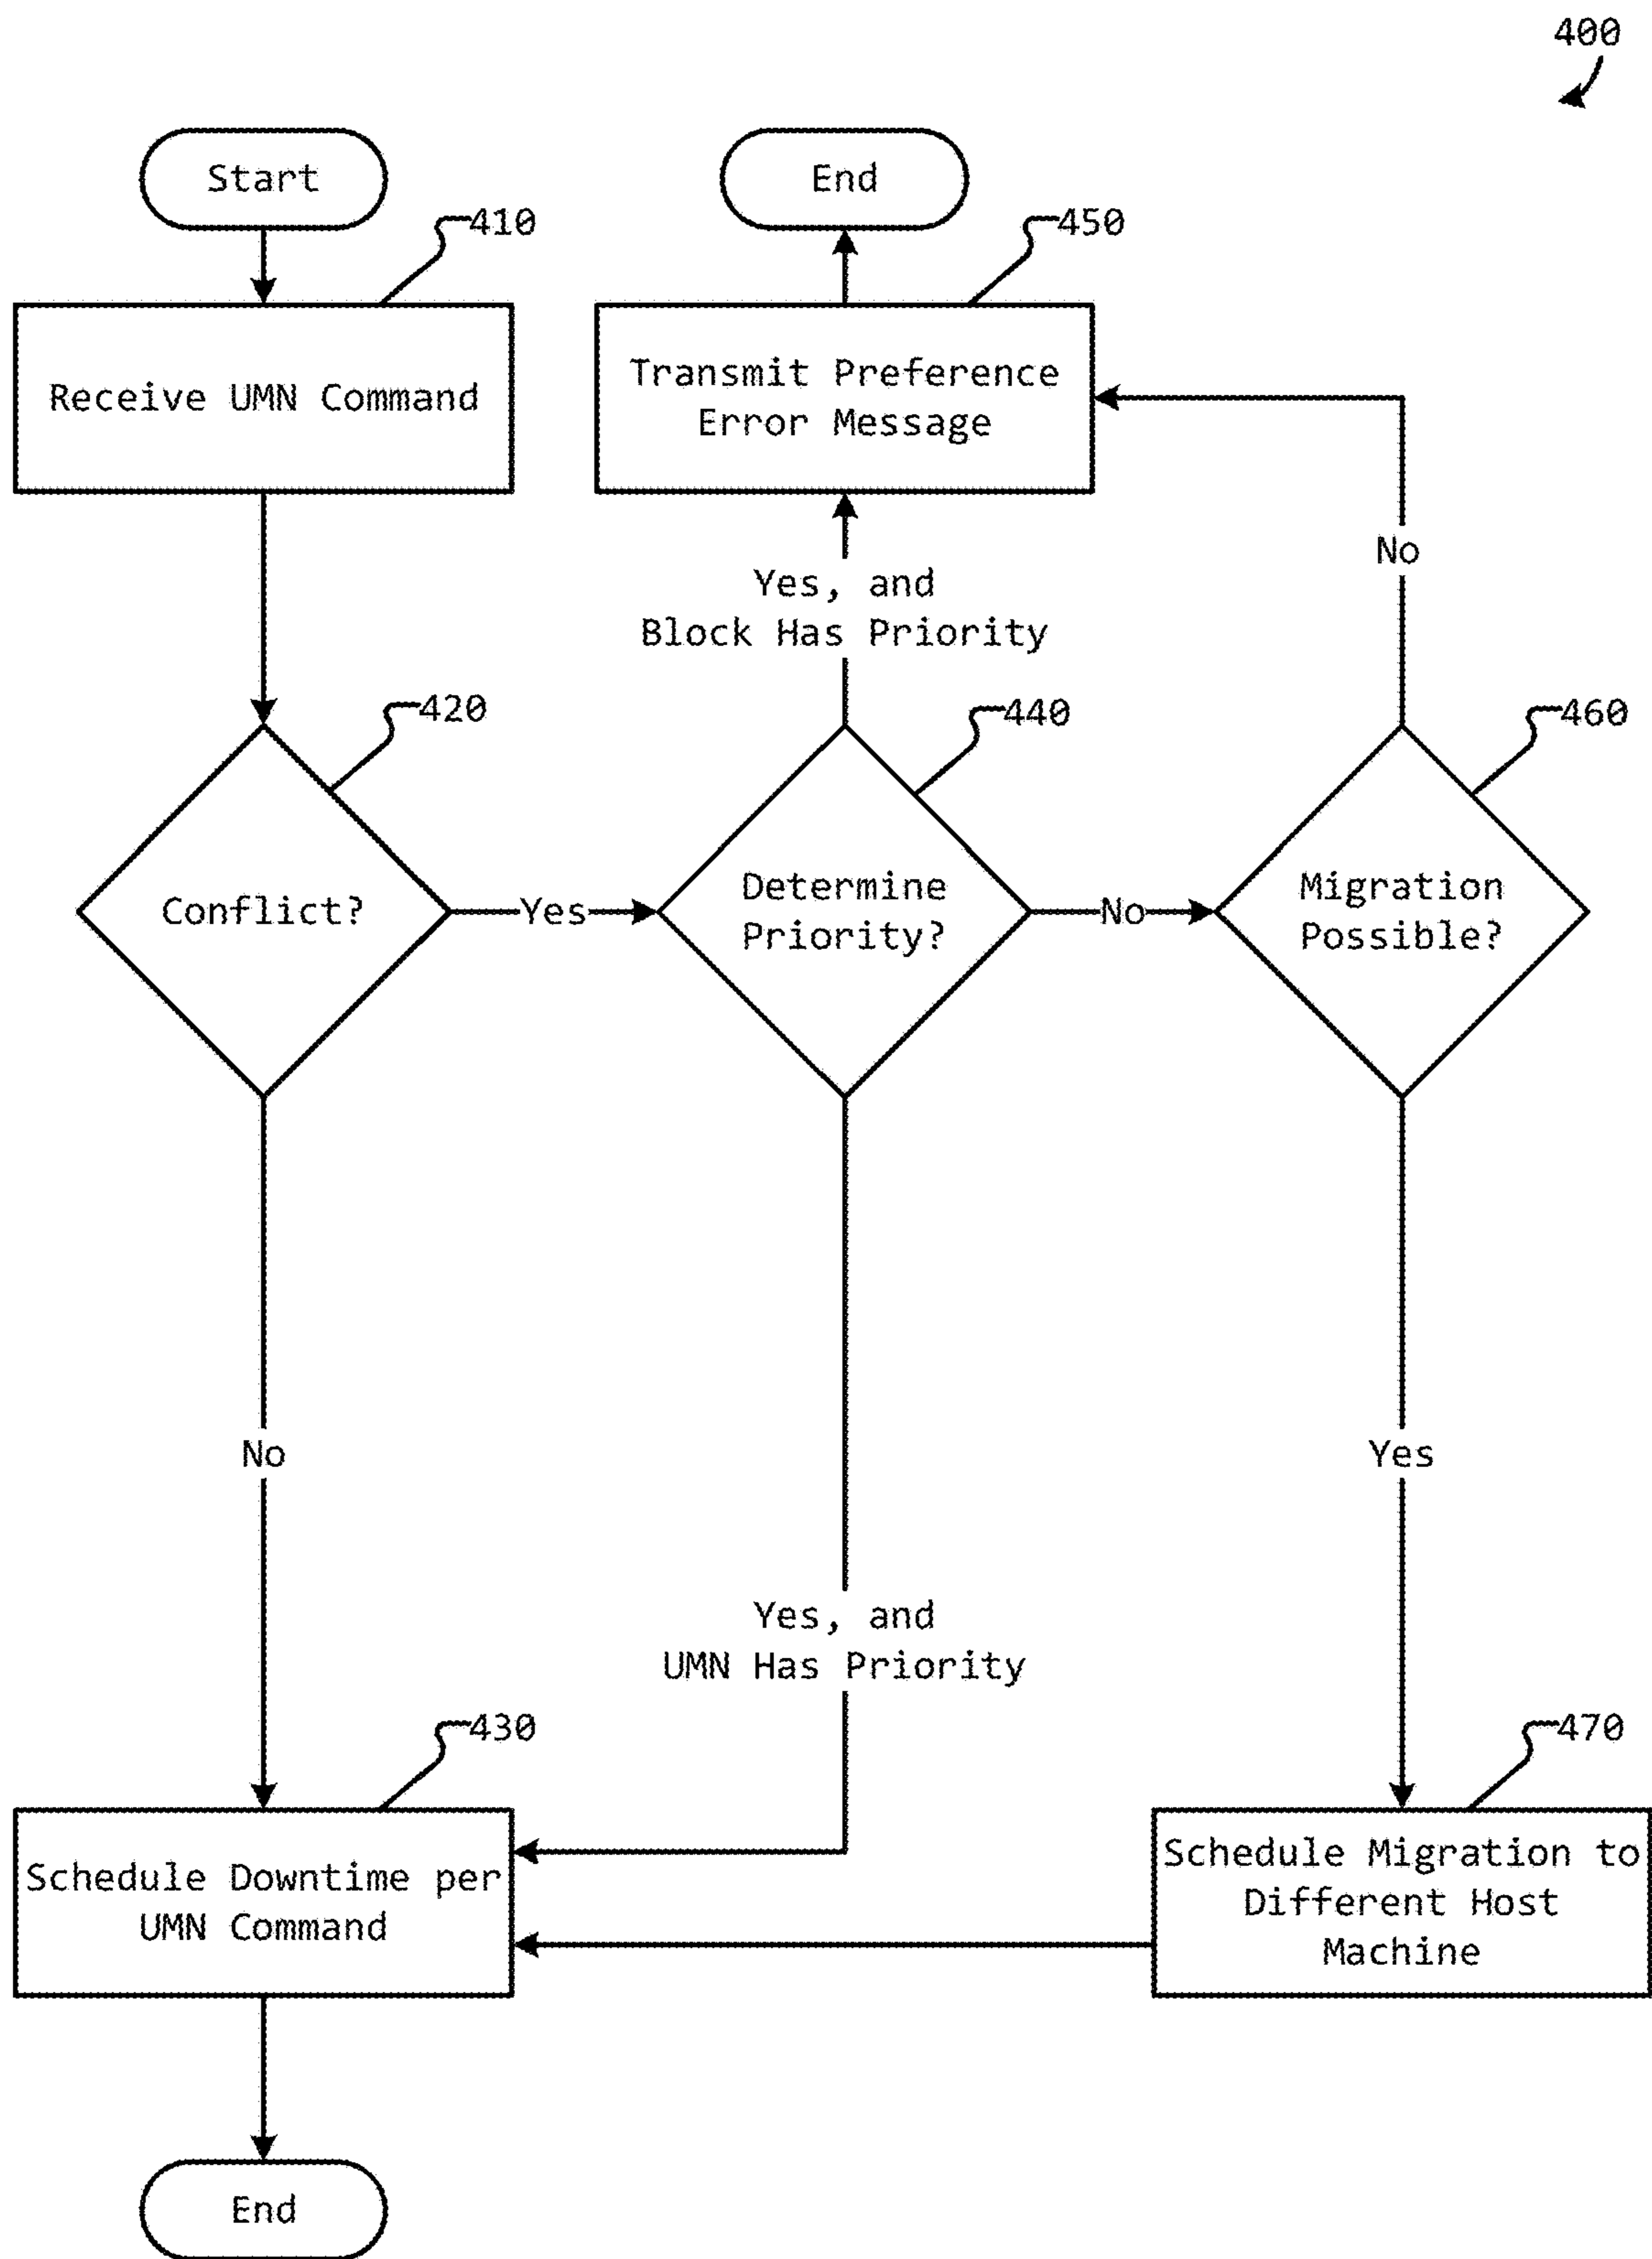 400
Start
End
410
450
Receive UMN Command
Transmit Preference
Error Message
No
Yes, and
Block Has Priority
420
440
460
Conflict?
Yes
Determine
Priority?
No
Migration
Possible?
No
Yes
Yes, and
UMN Has Priority
430
470
Schedule Downtime per
UMN Command
Schedule Migration to
Different Host
Machine
End